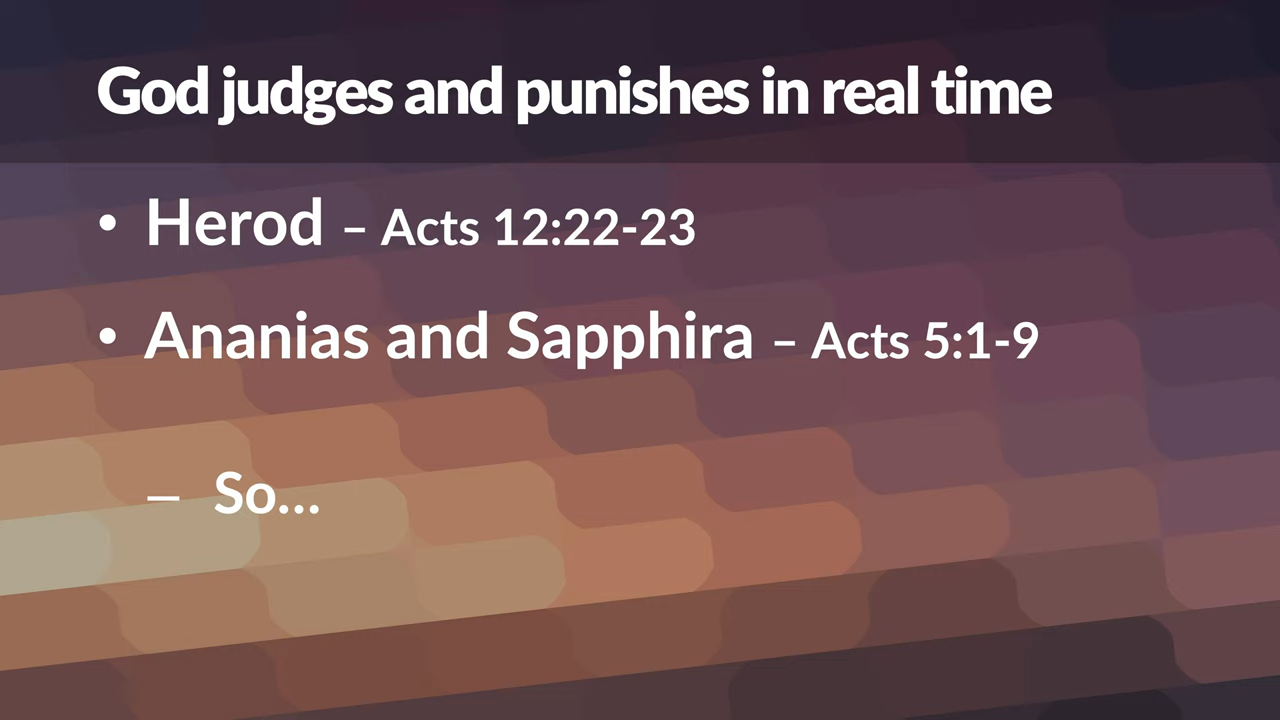 God judges and punishes in real time
• Herod – Acts 12:22-23
• Ananias and Sapphira – Acts 5:1-9
– So…